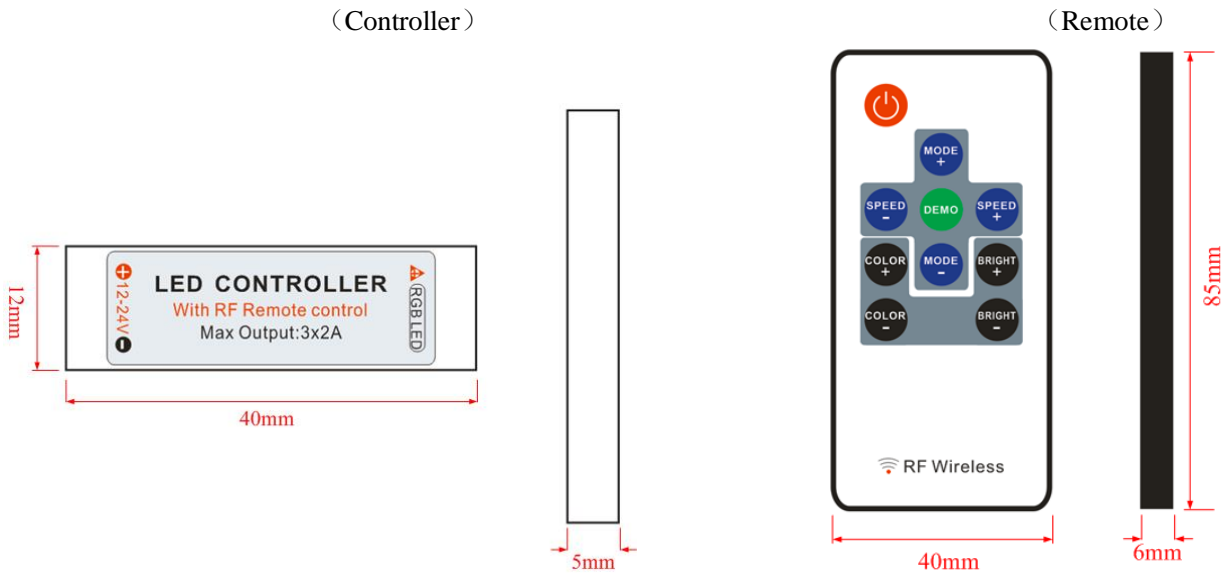 （Controller）
（Remote）
12mm
+12-24V-
LED CONTROLLER
With RF Remote control
Max Output:3x2A
RGB LED
40mm
5mm
MODE
+
SPEED
-
DEMO
SPEED
+
COLOR
+
MODE
-
BRIGHT
+
COLOR
-
BRIGHT
-
RF Wireless
40mm
85mm
6mm